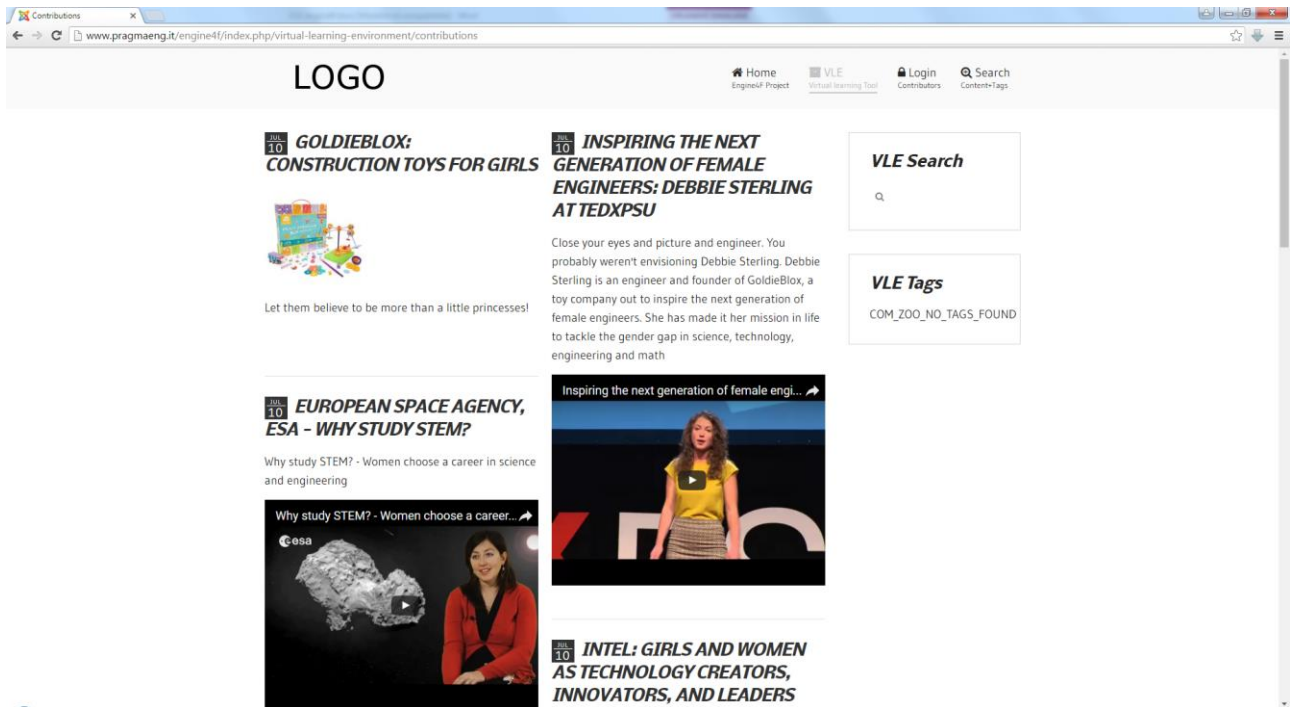 Contributions
www.pragmaeng.it/engine4f/index.php/virtual-learning-environment/contributions
LOGO
Home
Engine4F Project
VLE
Virtual learning Tool
Login
Contributors
Search
Content+Tags
JUL
10
GOLDIEBLOX:
CONSTRUCTION TOYS FOR GIRLS
Let them believe to be more than a little princesses!
JUL
10
EUROPEAN SPACE AGENCY,
ESA - WHY STUDY STEM?
Why study STEM? - Women choose a career in science
and engineering
Why study STEM? - Women choose a career...
esa
JUL
10
INSPIRING THE NEXT
GENERATION OF FEMALE
ENGINEERS: DEBBIE STERLING
AT TEDXPSU
Close your eyes and picture and engineer. You
probably weren't envisioning Debbie Sterling. Debbie
Sterling is an engineer and founder of GoldieBlox, a
toy company out to inspire the next generation of
female engineers. She has made it her mission in life
to tackle the gender gap in science, technology,
engineering and math
Inspiring the next generation of female engi...
JUL
10
INTEL: GIRLS AND WOMEN
AS TECHNOLOGY CREATORS,
INNOVATORS, AND LEADERS
VLE Search
VLE Tags
COM_ZOO_NO_TAGS_FOUND